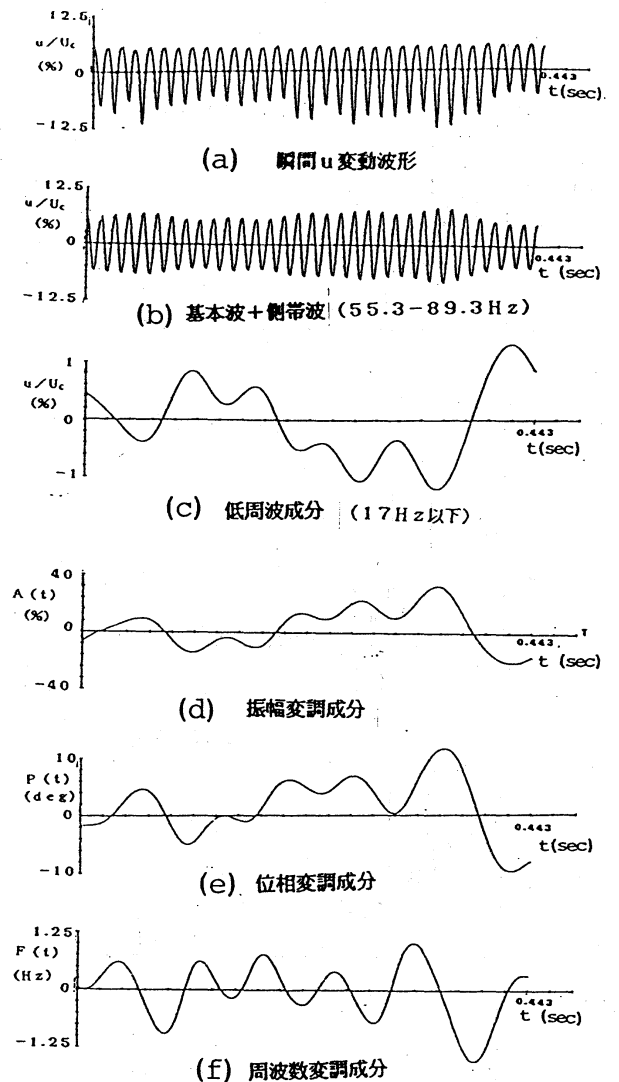 12.5
u/Uc
(%)
0
-12.5
0.443
t(sec)
(a) 瞬間u変動波形
12.5
u/Uc
(%)
0
-12.5
0.443
t(sec)
(b) 基本波+側帯波 (55.3-89.3Hz)
1
u/Uc
(%)
0
-1
0.443
t(sec)
(c) 低周波成分 (17Hz以下)
40
A(t)
(%)
0
-40
0.443
T
t(sec)
(d) 振幅変調成分
10
P(t)
(deg)
0
-10
0.443
t(sec)
(e) 位相変調成分
1.25
F(t)
(Hz)
0
-1.25
0.443
t(sec)
(f) 周波数変調成分